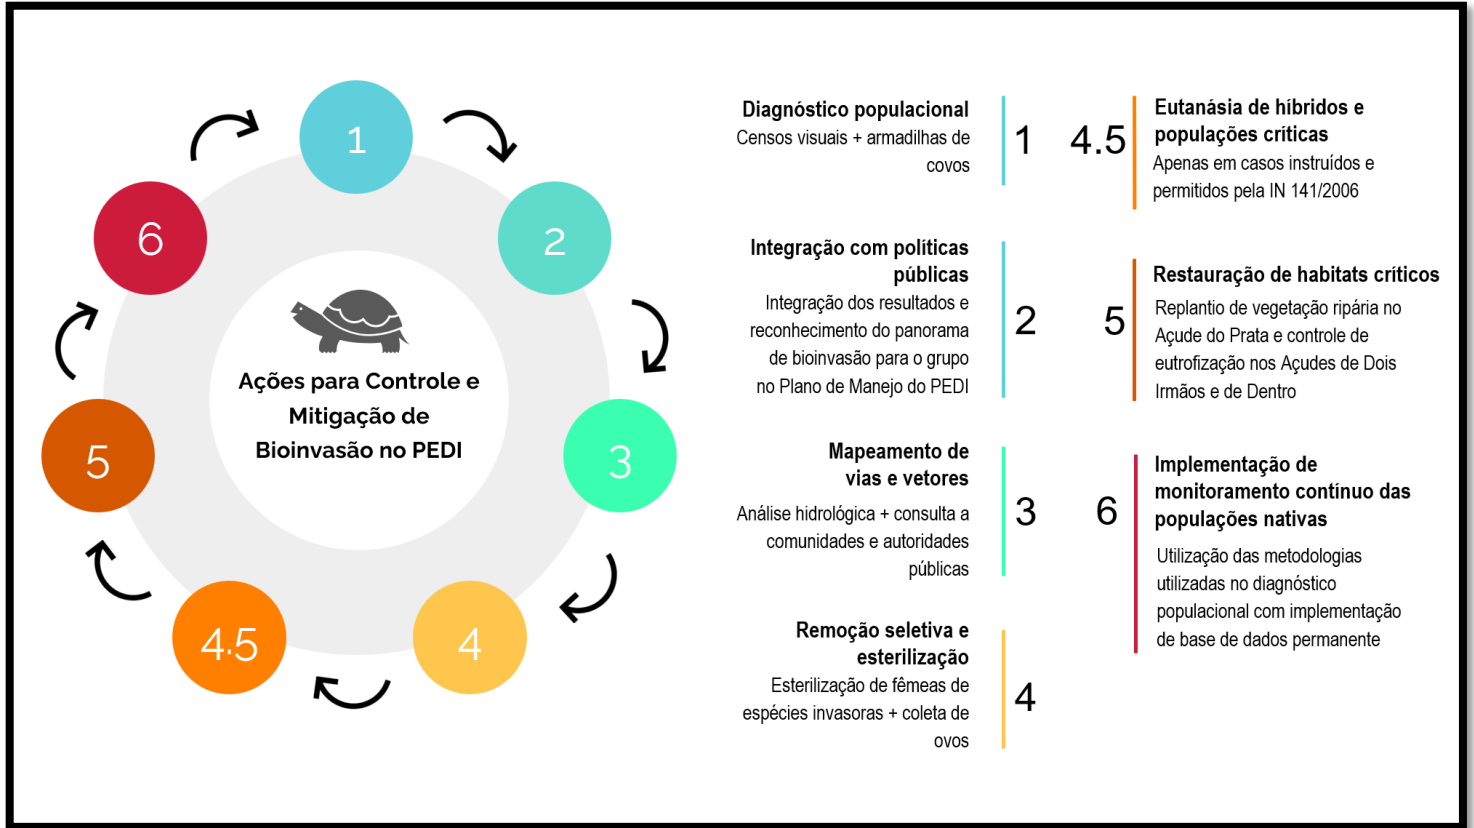 1
2
3
4
4.5
5
6
Ações para Controle e
Mitigação de
Bioinvasão no PEDI
Diagnóstico populacional
Censos visuais + armadilhas de
covos
1
Integração com políticas
públicas
Integração dos resultados e
reconhecimento do panorama
de bioinvasão para o grupo
no Plano de Manejo do PEDI
2
Mapeamento de
vias e vetores
Análise hidrológica + consulta a
comunidades e autoridades
públicas
3
Remoção seletiva e
esterilização
Esterilização de fêmeas de
espécies invasoras + coleta de
ovos
4
4.5
Eutanásia de híbridos e
populações críticas
Apenas em casos instruídos e
permitidos pela IN 141/2006
5
Restauração de habitats críticos
Replantio de vegetação ripária no
Açude do Prata e controle de
eutrofização nos Açudes de Dois
Irmãos e de Dentro
6
Implementação de
monitoramento contínuo das
populações nativas
Utilização das metodologias
utilizadas no diagnóstico
populacional com implementação
de base de dados permanente